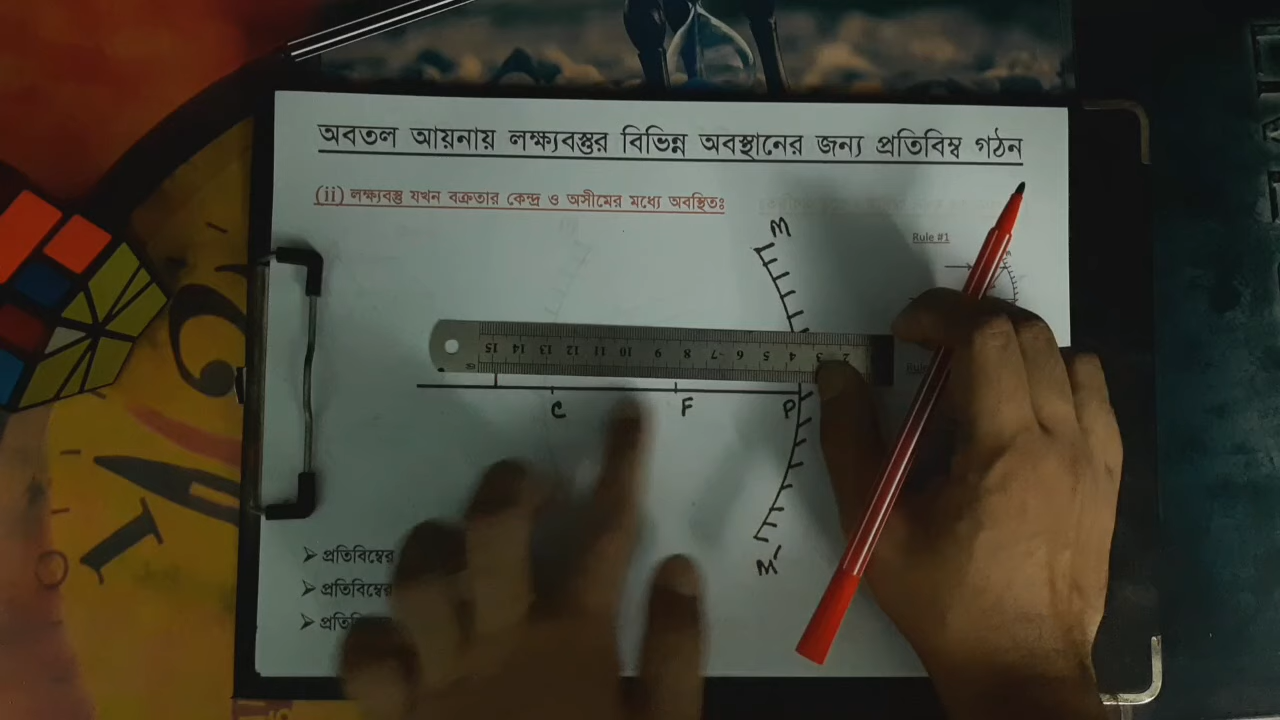 অবতল আয়নায় লক্ষ্যবস্তুর বিভিন্ন অবস্থানের জন্য প্রতিবিম্ব গঠন
(ii) লক্ষ্যবস্তু যখন বক্রতার কেন্দ্র ও অসীমের মধ্যে অবস্থিতঃ
M
Rule #1
15 14 13 12 11 10 9 8 7 6 5 4 3 2
C F P
M'
➢ প্রতিবিম্বের
➢ প্রতিবিম্বের
➢